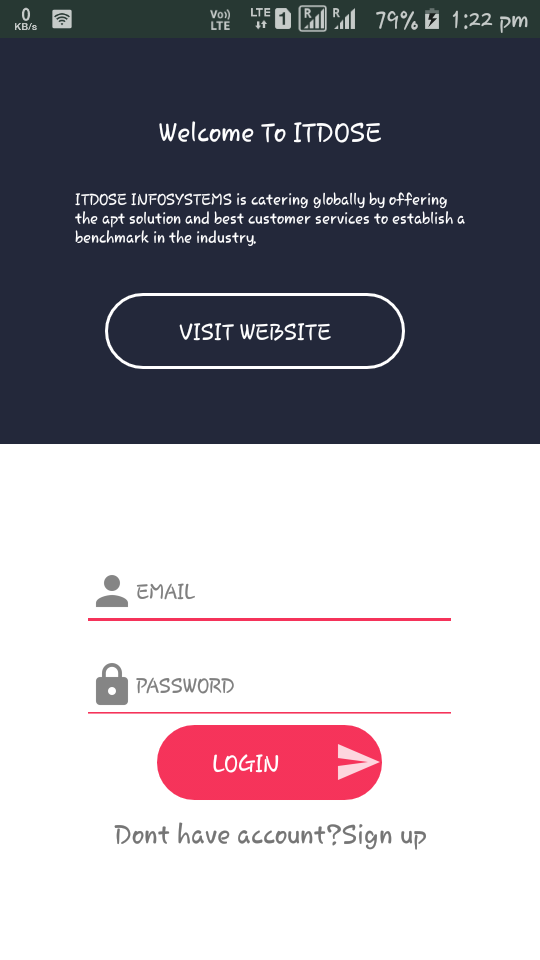 0
KB/s
Vo))
LTE
LTE
1
R
R
79%
1:22 pm
Welcome To ITDOSE
ITDOSE INFOSYSTEMS is catering globally by offering
the apt solution and best customer services to establish a
benchmark in the industry.
VISIT WEBSITE
EMAIL
PASSWORD
LOGIN
Dont have account?Sign up